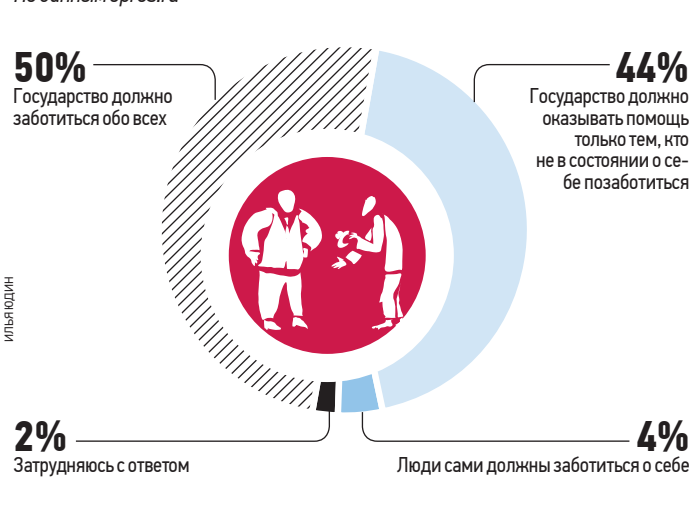 50%
Государство должно
заботиться обо всех
44%
Государство должно
оказывать помощь
только тем, кто
не в состоянии о се-
бе позаботиться
ИЛЬЯ ЮДИН
2%
Затрудняюсь с ответом
4%
Люди сами должны заботиться о себе